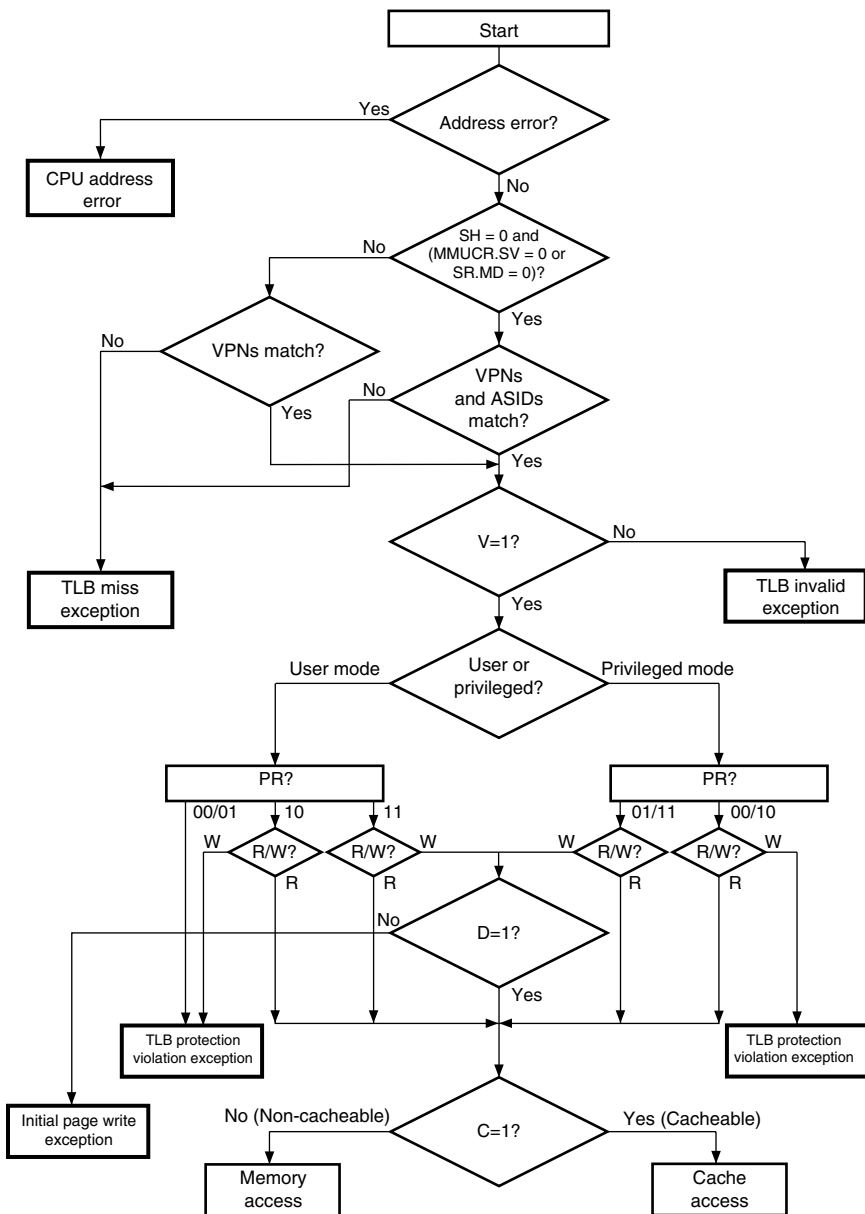 Start
Yes
Address error?
CPU address
error
No
SH = 0 and
(MMUCR.SV = 0 or
SR.MD = 0)?
No
Yes
No
VPNs match?
No
VPNs
and ASIDs
match?
Yes
Yes
V=1?
No
TLB miss
exception
TLB invalid
exception
Yes
User mode
User or
privileged?
Privileged mode
PR?
PR?
00/01
10
11
01/11
00/10
W
R/W?
R/W?
W
W
R/W?
R/W?
W
R
R
R
R
No
D=1?
Yes
TLB protection
violation exception
TLB protection
violation exception
Initial page write
exception
No (Non-cacheable)
C=1?
Yes (Cacheable)
Memory
access
Cache
access